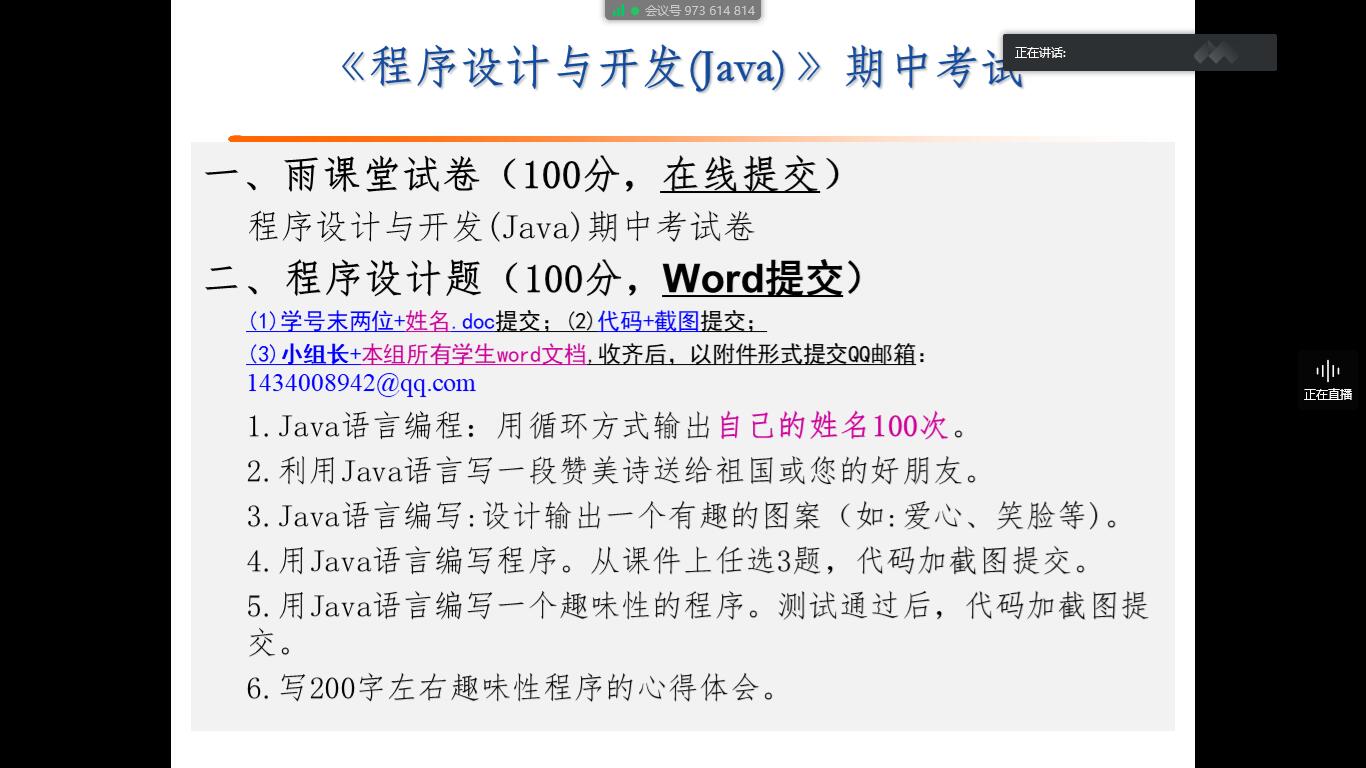 会议号 973 614 814
《程序设计与开发(Java)》期中考试
正在讲话:
一、雨课堂试卷（100分，在线提交）
程序设计与开发(Java)期中考试卷
二、程序设计题（100分，Word提交）
(1)学号末两位+姓名.doc提交；(2)代码+截图提交；
(3)小组长+本组所有学生word文档,收齐后，以附件形式提交QQ邮箱：
1434008942@qq.com
正在直播
1.Java语言编程：用循环方式输出自己的姓名100次。
2.利用Java语言写一段赞美诗送给祖国或您的好朋友。
3.Java语言编写:设计输出一个有趣的图案（如:爱心、笑脸等)。
4.用Java语言编写程序。从课件上任选3题，代码加截图提交。
5.用Java语言编写一个趣味性的程序。测试通过后，代码加截图提
交。
6.写200字左右趣味性程序的心得体会。